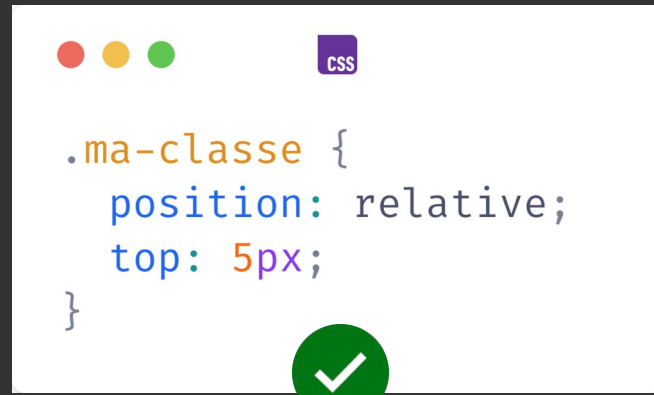 CSS
.ma-classe {
position: relative;
top: 5px;
}